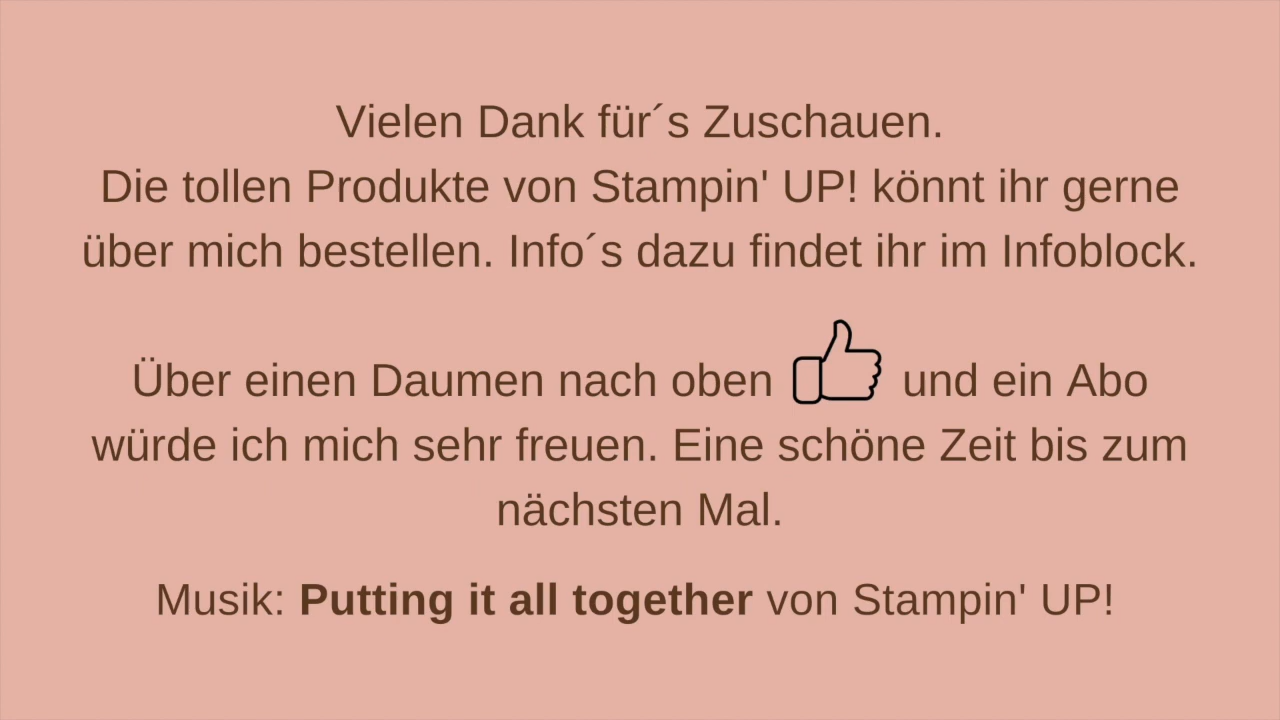 Vielen Dank für´s Zuschauen.
Die tollen Produkte von Stampin' UP! könnt ihr gerne
über mich bestellen. Info´s dazu findet ihr im Infoblock.
Über einen Daumen nach oben und ein Abo
würde ich mich sehr freuen. Eine schöne Zeit bis zum
nächsten Mal.
Musik: Putting it all together von Stampin' UP!